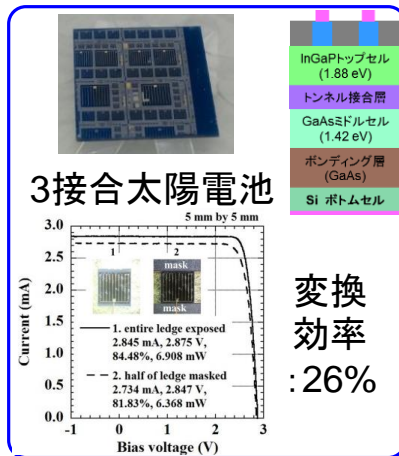 InGaPトップセル
(1.88 eV)
トンネル接合層
GaAsミドルセル
(1.42 eV)
ボンディング層
(GaAs)
Si ボトムセル
3接合太陽電池
5 mm by 5 mm
3.0
2.5
2.0
1.5
1.0
0.5
0.0
Current (mA)
1
2
mask
mask
1. entire ledge exposed
2.845 mA, 2.875 V,
84.48%, 6.908 mW
2. half of ledge masked
2.734 mA, 2.847 V,
81.83%, 6.368 mW
-1
0
1
2
3
Bias voltage (V)
変換
効率
:26%